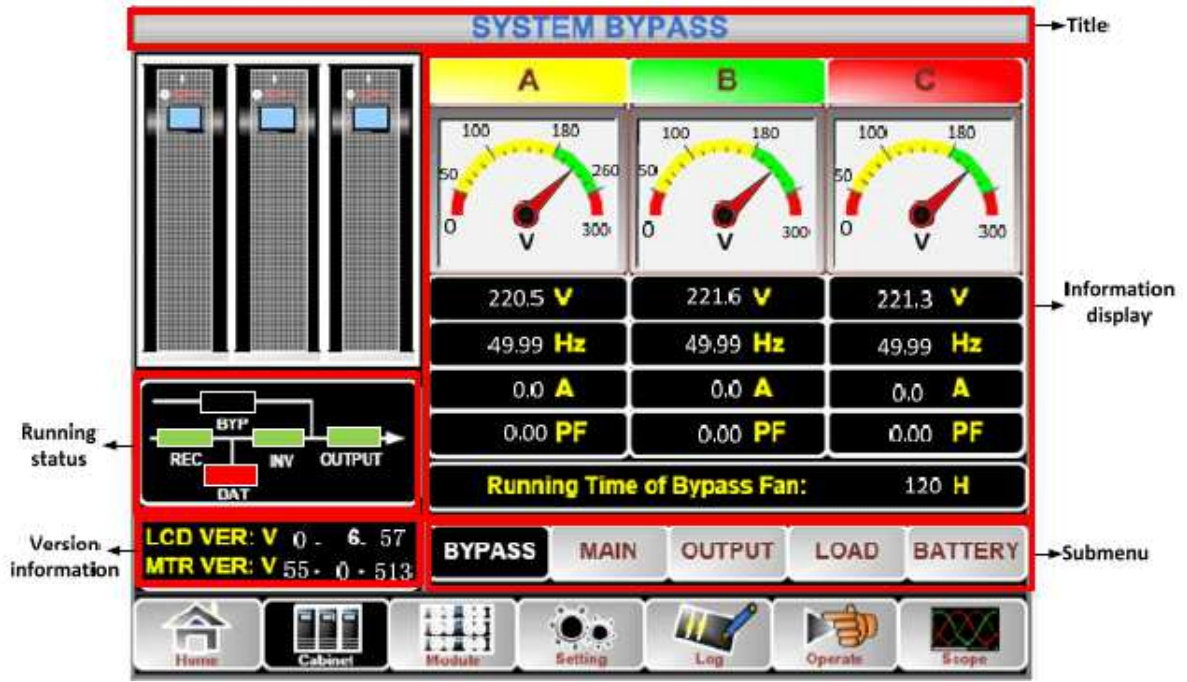 SYSTEM BYPASS
Title
A B C
100 180 100 180 100 180
50 260 50 50
0 300 0 300 0 300
V V V
220.5 V 221.6 V 221.3 V
49.99 Hz 49.99 Hz 49.99 Hz
0.0 A 0.0 A 0.0 A
0.00 PF 0.00 PF 0.00 PF
Information
display
Running Time of Bypass Fan: 120 H
Running
status
BYP
REC INV OUTPUT
DAT
Version
information
LCD VER: V 0 - 6- 57
MTR VER: V 55- 0 - 513
BYPASS MAIN OUTPUT LOAD BATTERY
Submenu
Home Cabinet Module Setting Log Operate Scope